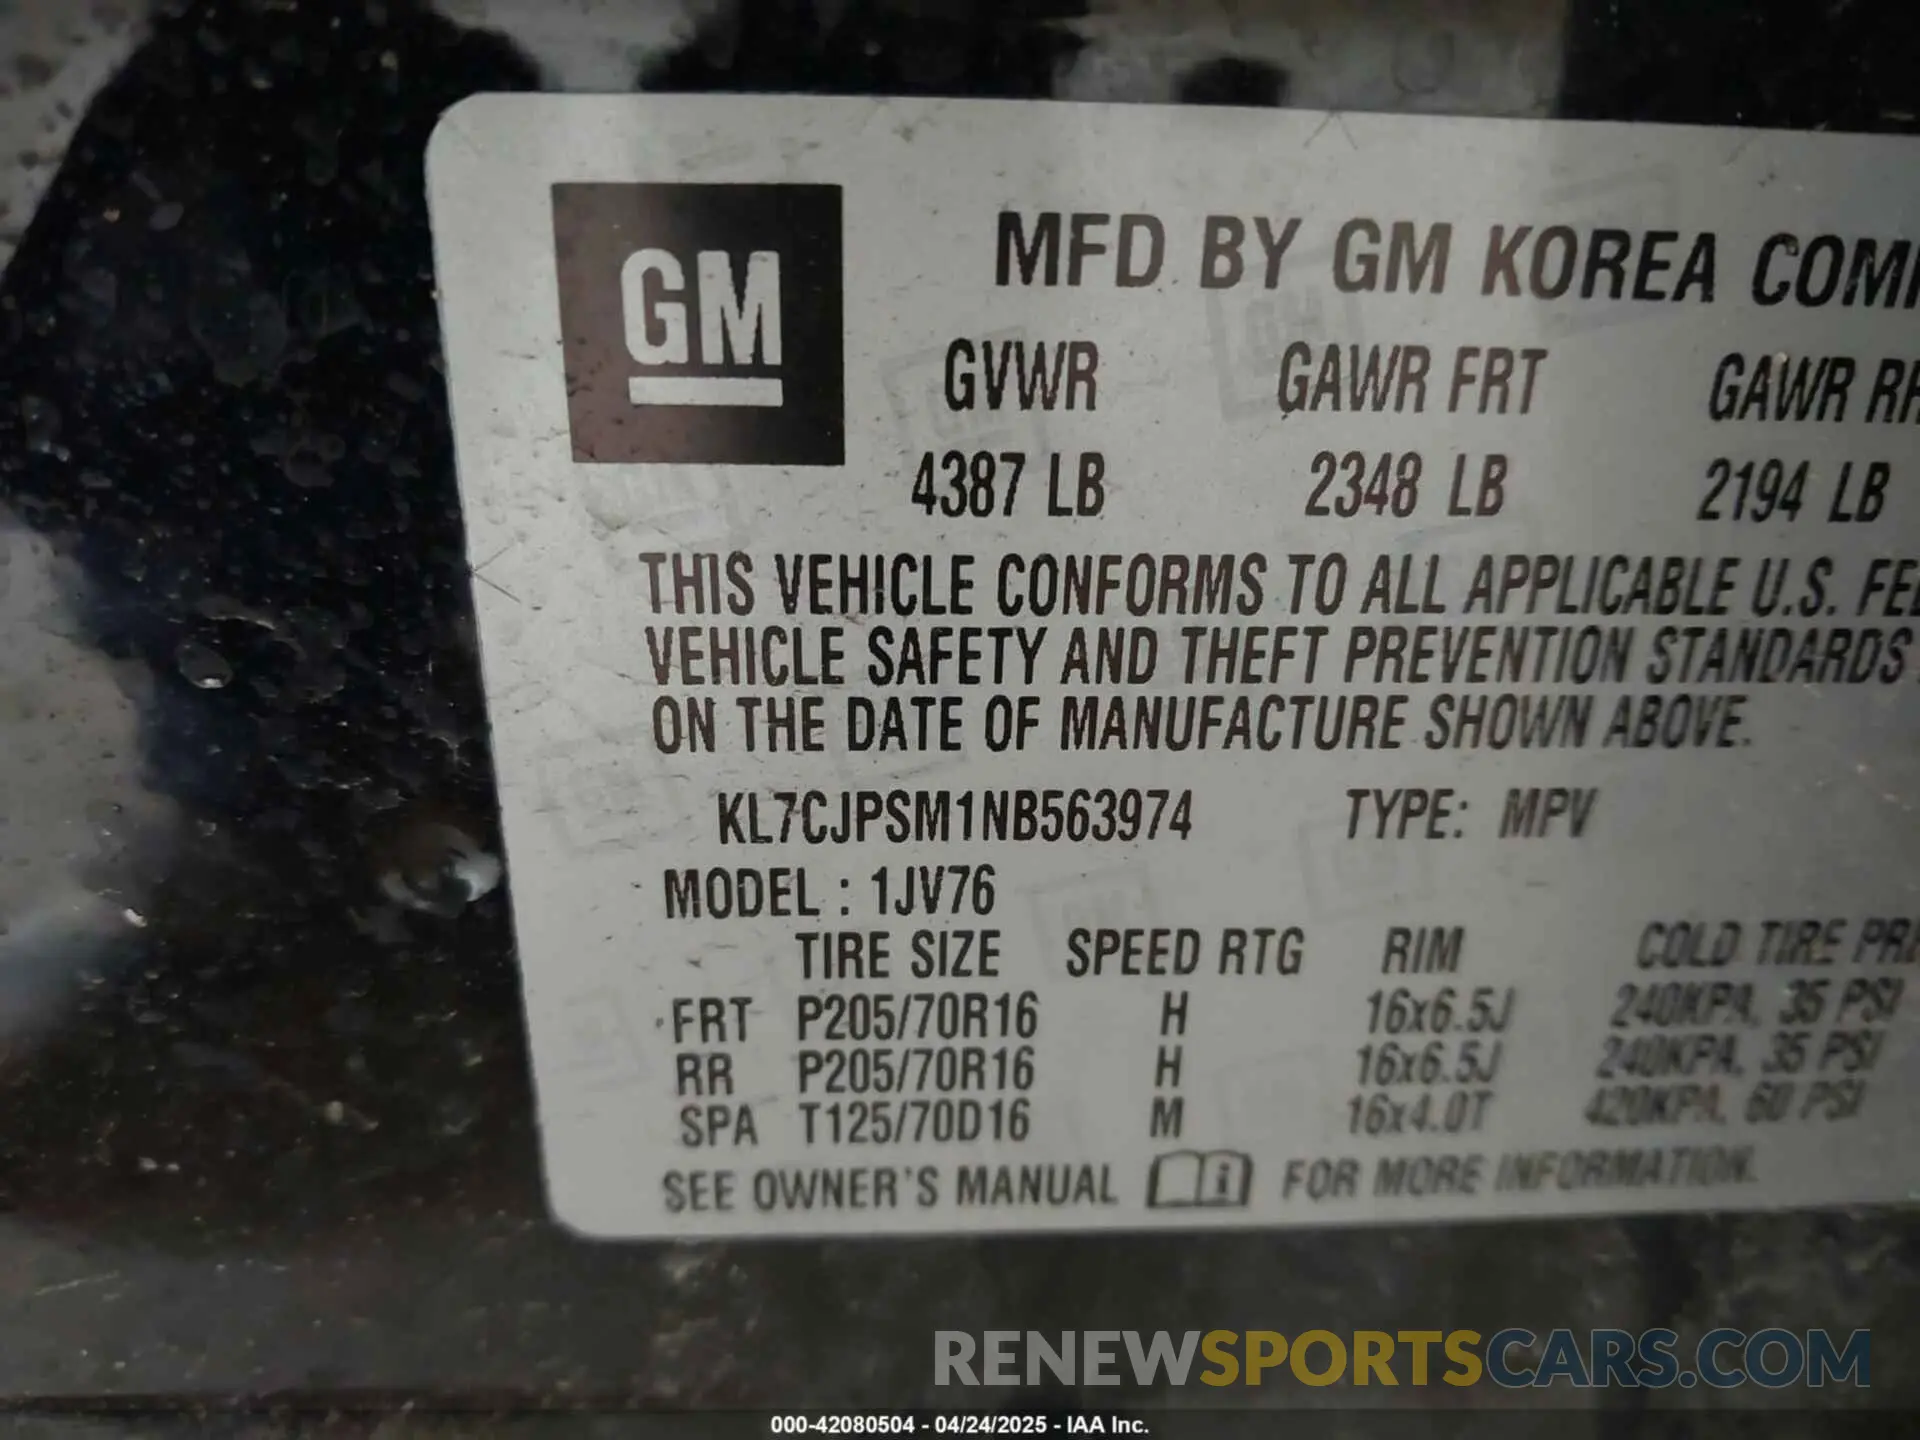 GM
MFD BY GM KOREA
GVWR GAWR FRT GAWR
4387 LB 2348 LB 2194 LB
THIS VEHICLE CONFORMS TO ALL APPLICABLE U.S.
VEHICLE SAFETY AND THEFT PREVENTION STANDARDS
ON THE DATE OF MANUFACTURE SHOWN ABOVE.
KL7CJPSM1NB563974 TYPE: MPV
MODEL : 1JV76
TIRE SIZE SPEED RTG RIM COLD TIRE
FRT P205/70R16 H 16x6.5J 240KPA, 35 PSI
RR P205/70R16 H 16x6.5J 240KPA, 35 PSI
SPA T125/70D16 M 16x4.0T 420KPA, 60 PSI
SEE OWNER'S MANUAL i FOR MORE INFORMATION.
RENEWSPORTSCARS.COM
000-42080504 - 04/24/2025 - IAA Inc.